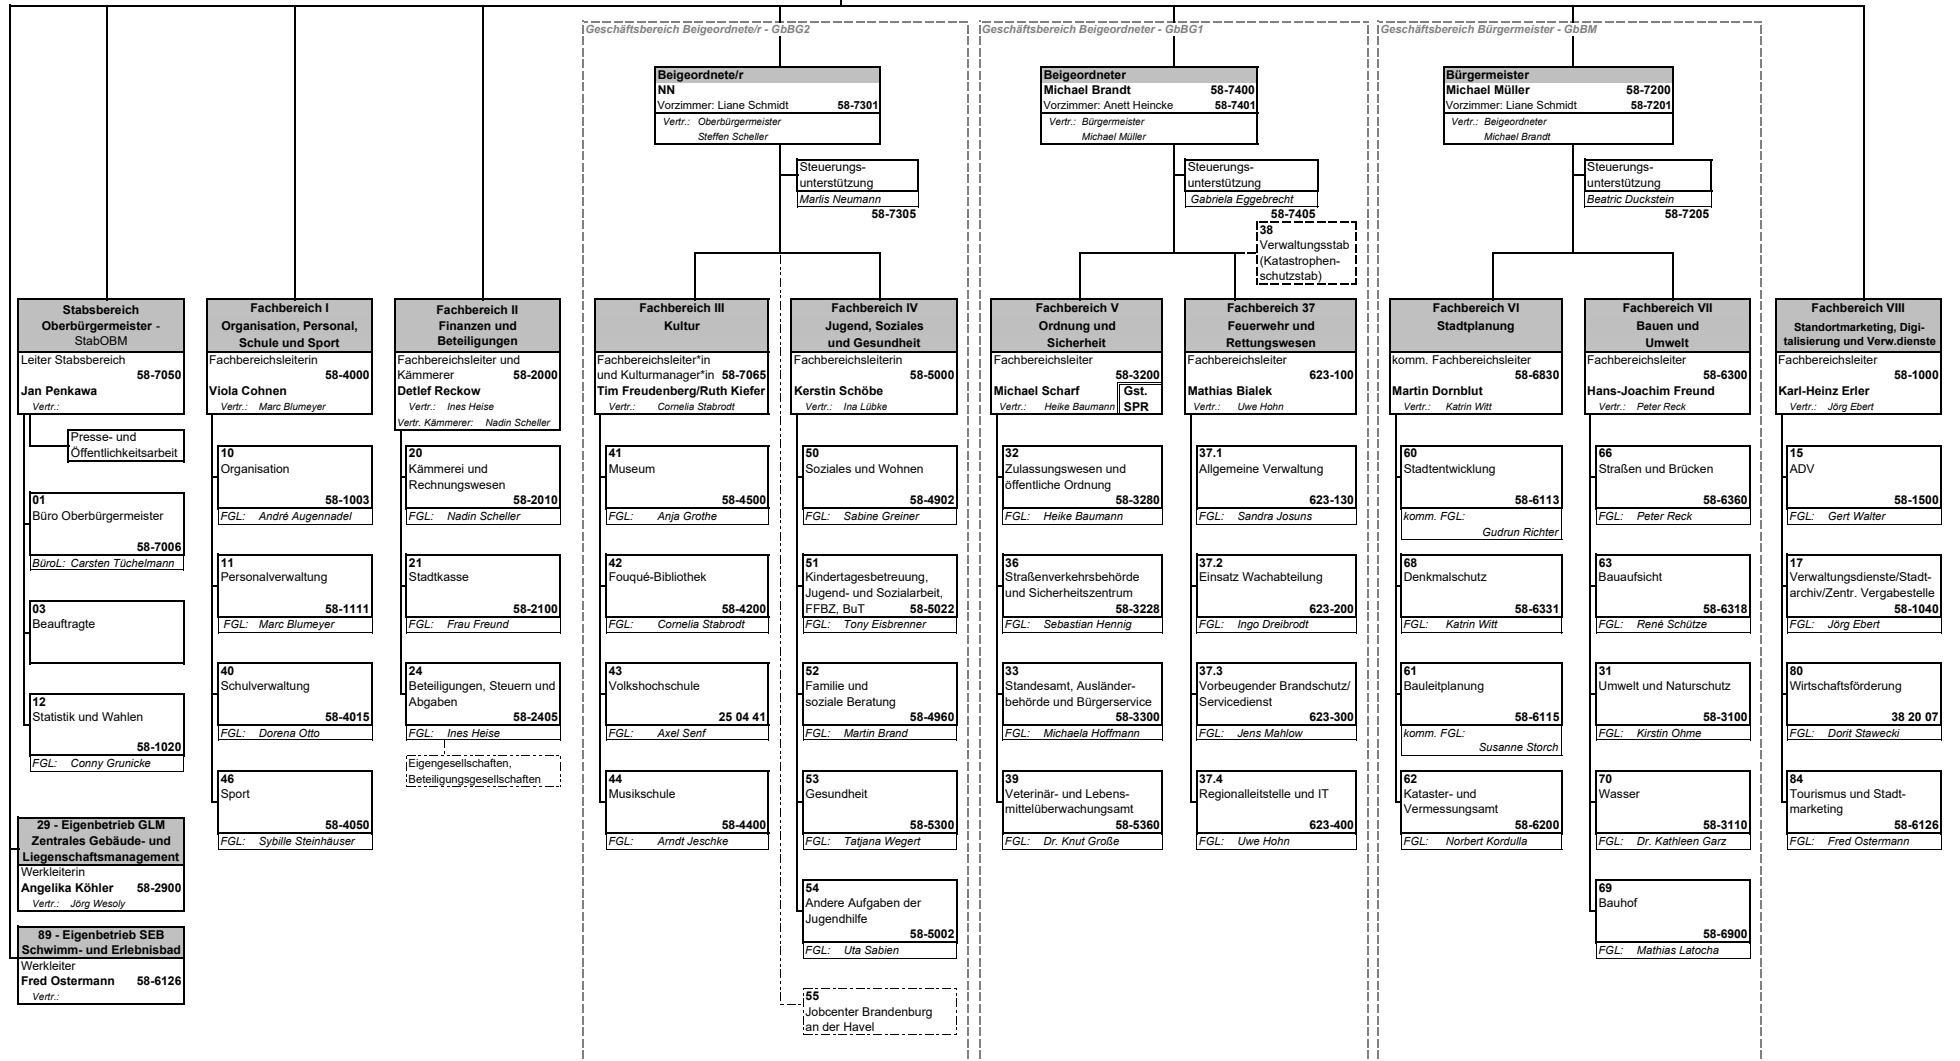 Geschäftsbereich Beigeordnete/r - GbBG2
Geschäftsbereich Beigeordneter - GbBG1
Geschäftsbereich Bürgermeister - GbBM
Beigeordnete/r
NN
Vorzimmer: Liane Schmidt 58-7301
Vertr.: Oberbürgermeister
Steffen Scheller
Steuerungs-
unterstützung
Marlis Neumann
58-7305
Beigeordneter
Michael Brandt 58-7400
Vorzimmer: Anett Heincke 58-7401
Vertr.: Bürgermeister
Michael Müller
Steuerungs-
unterstützung
Gabriela Eggebrecht
58-7405
38
Verwaltungsstab
(Katastrophen-
schutzstab)
Bürgermeister
Michael Müller 58-7200
Vorzimmer: Liane Schmidt 58-7201
Vertr.: Beigeordneter
Michael Brandt
Steuerungs-
unterstützung
Beatric Duckstein
58-7205
Stabsbereich
Oberbürgermeister -
StabOBM
Leiter Stabsbereich
58-7050
Jan Penkawa
Vertr.:
Presse- und
Öffentlichkeitsarbeit
01
Büro Oberbürgermeister
58-7006
BüroL: Carsten Tüchelmann
03
Beauftragte
12
Statistik und Wahlen
58-1020
FGL: Conny Grunicke
29 - Eigenbetrieb GLM
Zentrales Gebäude- und
Liegenschaftsmanagement
Werkleiterin
Angelika Köhler 58-2900
Vertr.: Jörg Wesoly
89 - Eigenbetrieb SEB
Schwimm- und Erlebnisbad
Werkleiter
Fred Ostermann 58-6126
Vertr.:
Fachbereich I
Organisation, Personal,
Schule und Sport
Fachbereichsleiterin
58-4000
Viola Cohnen
Vertr.: Marc Blumeyer
10
Organisation
58-1003
FGL: André Augennadel
11
Personalverwaltung
58-1111
FGL: Marc Blumeyer
40
Schulverwaltung
58-4015
FGL: Dorena Otto
46
Sport
58-4050
FGL: Sybille Steinhäuser
Fachbereich II
Finanzen und
Beteiligungen
Fachbereichsleiter und
Kämmerer 58-2000
Detlef Reckow
Vertr.: Ines Heise
Vertr. Kämmerer: Nadin Scheller
20
Kämmerei und
Rechnungswesen
58-2010
FGL: Nadin Scheller
21
Stadtkasse
58-2100
FGL: Frau Freund
24
Beteiligungen, Steuern und
Abgaben
58-2405
FGL: Ines Heise
Eigengesellschaften,
Beteiligungsgesellschaften
Fachbereich III
Kultur
Fachbereichsleiter*in
und Kulturmanager*in 58-7065
Tim Freudenberg/Ruth Kiefer
Vertr.: Cornelia Stabrodt
41
Museum
58-4500
FGL: Anja Grothe
42
Fouqué-Bibliothek
58-4200
FGL: Cornelia Stabrodt
43
Volkshochschule
25 04 41
FGL: Axel Senf
44
Musikschule
58-4400
FGL: Arndt Jeschke
Fachbereich IV
Jugend, Soziales
und Gesundheit
Fachbereichsleiterin
58-5000
Kerstin Schöbe
Vertr.: Ina Lübke
50
Soziales und Wohnen
58-4902
FGL: Sabine Greiner
51
Kindertagesbetreuung,
Jugend- und Sozialarbeit,
FFBZ, BuT 58-5022
FGL: Tony Eisbrenner
52
Familie und
soziale Beratung
58-4960
FGL: Martin Brand
53
Gesundheit
58-5300
FGL: Tatjana Wegert
54
Andere Aufgaben der
Jugendhilfe
58-5002
FGL: Uta Sabien
55
Jobcenter Brandenburg
an der Havel
Fachbereich V
Ordnung und
Sicherheit
Fachbereichsleiter
58-3200
Michael Scharf
Gst.
SPR
Vertr.: Heike Baumann
32
Zulassungswesen und
öffentliche Ordnung
58-3280
FGL: Heike Baumann
36
Straßenverkehrsbehörde
und Sicherheitszentrum
58-3228
FGL: Sebastian Hennig
33
Standesamt, Ausländer-
behörde und Bürgerservice
58-3300
FGL: Michaela Hoffmann
39
Veterinär- und Lebens-
mittelüberwachungsamt
58-5360
FGL: Dr. Knut Große
Fachbereich 37
Feuerwehr und
Rettungswesen
Fachbereichsleiter
623-100
Mathias Bialek
Vertr.: Uwe Hohn
37.1
Allgemeine Verwaltung
623-130
FGL: Sandra Josuns
37.2
Einsatz Wachabteilung
623-200
FGL: Ingo Dreibrodt
37.3
Vorbeugender Brandschutz/
Servicedienst
623-300
FGL: Jens Mahlow
37.4
Regionalleitstelle und IT
623-400
FGL: Uwe Hohn
Fachbereich VI
Stadtplanung
komm. Fachbereichsleiter
58-6830
Martin Dornblut
Vertr.: Katrin Witt
60
Stadtentwicklung
58-6113
komm. FGL:
Gudrun Richter
68
Denkmalschutz
58-6331
FGL: Katrin Witt
61
Bauleitplanung
58-6115
komm. FGL:
Susanne Storch
62
Kataster- und
Vermessungsamt
58-6200
FGL: Norbert Kordulla
Fachbereich VII
Bauen und
Umwelt
Fachbereichsleiter
58-6300
Hans-Joachim Freund
Vertr.: Peter Reck
66
Straßen und Brücken
58-6360
FGL: Peter Reck
63
Bauaufsicht
58-6318
FGL: René Schütze
31
Umwelt und Naturschutz
58-3100
FGL: Kirstin Ohme
70
Wasser
58-3110
FGL: Dr. Kathleen Garz
69
Bauhof
58-6900
FGL: Mathias Latocha
Fachbereich VIII
Standortmarketing, Digi-
talisierung und Verw.dienste
Fachbereichsleiter
58-1000
Karl-Heinz Erler
Vertr.: Jörg Ebert
15
ADV
58-1500
FGL: Gert Walter
17
Verwaltungsdienste/Stadt-
archiv/Zentr. Vergabestelle
58-1040
FGL: Jörg Ebert
80
Wirtschaftsförderung
38 20 07
FGL: Dorit Stawecki
84
Tourismus und Stadt-
marketing
58-6126
FGL: Fred Ostermann